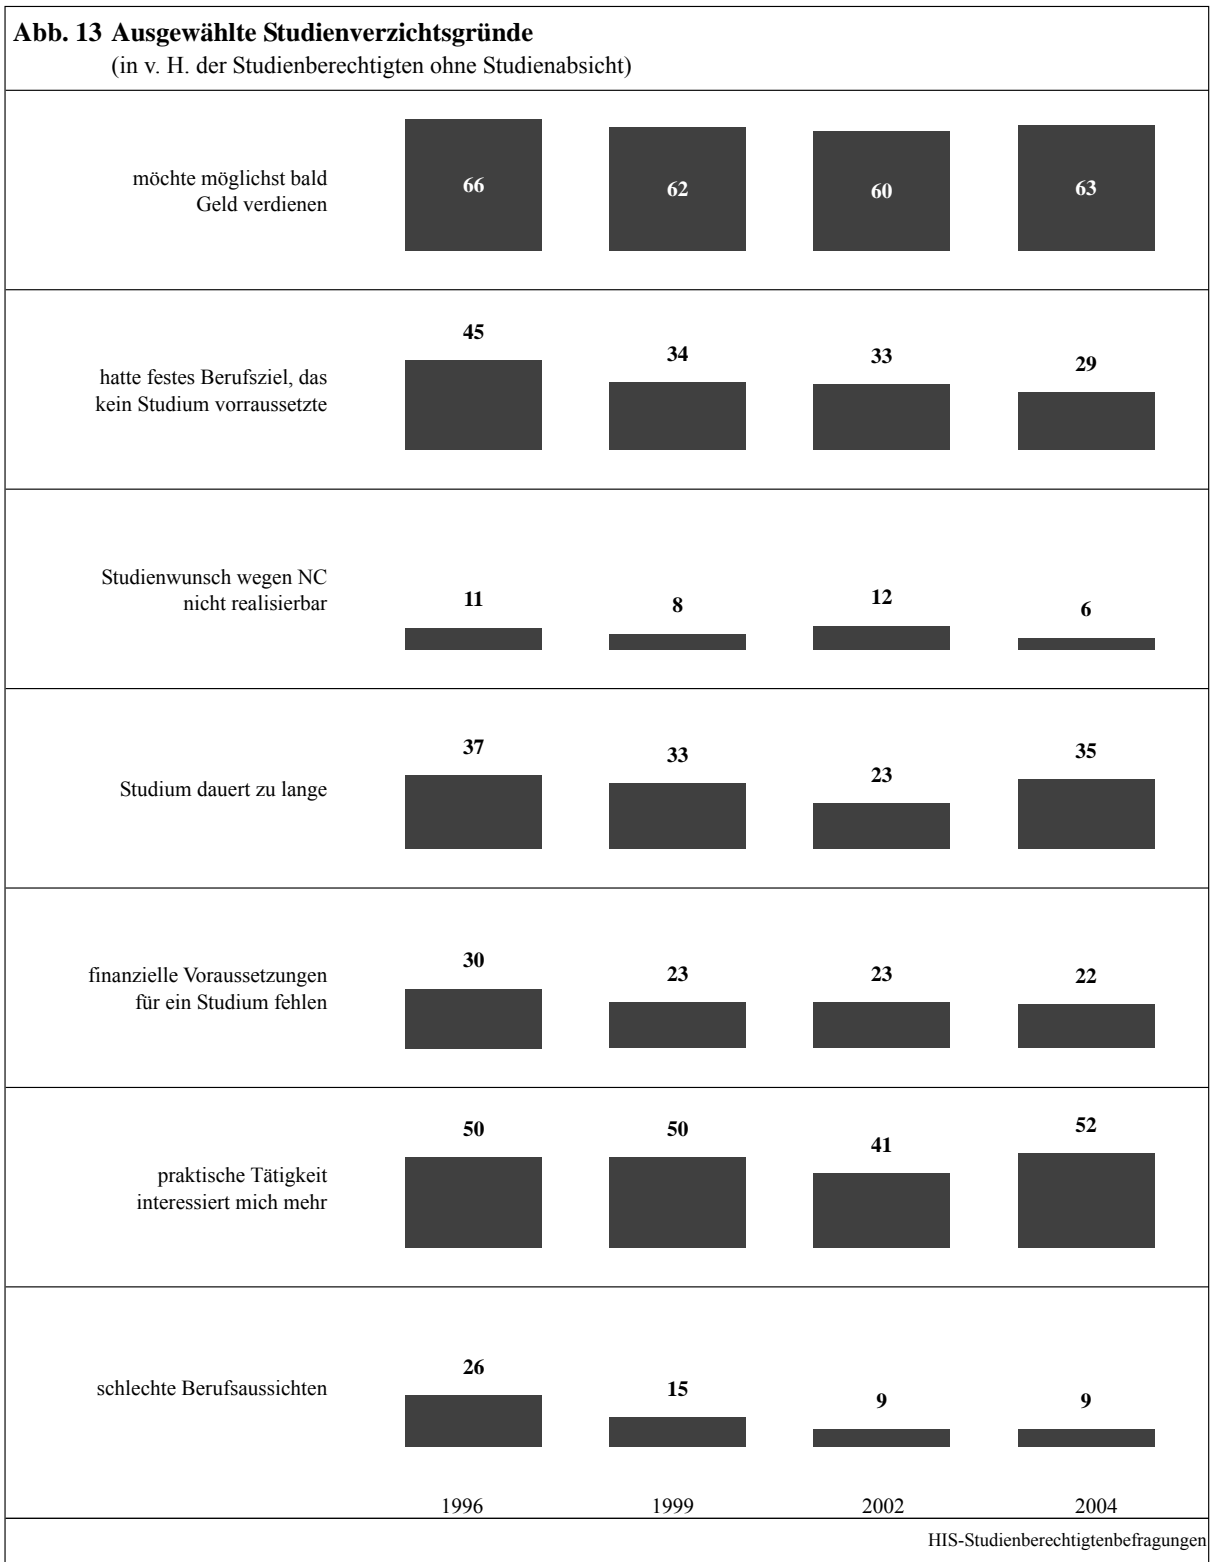 Abb. 13 Ausgewählte Studienverzichtsgründe
(in v. H. der Studienberechtigten ohne Studienabsicht)
möchte möglichst bald
Geld verdienen
66 62 60 63
hatte festes Berufsziel, das
kein Studium vorraussetzte
45 34 33 29
Studienwunsch wegen NC
nicht realisierbar
11 8 12 6
Studium dauert zu lange
37 33 23 35
finanzielle Voraussetzungen
für ein Studium fehlen
30 23 23 22
praktische Tätigkeit
interessiert mich mehr
50 50 41 52
schlechte Berufsaussichten
26 15 9 9
1996 1999 2002 2004
HIS-Studienberechtigtenbefragungen